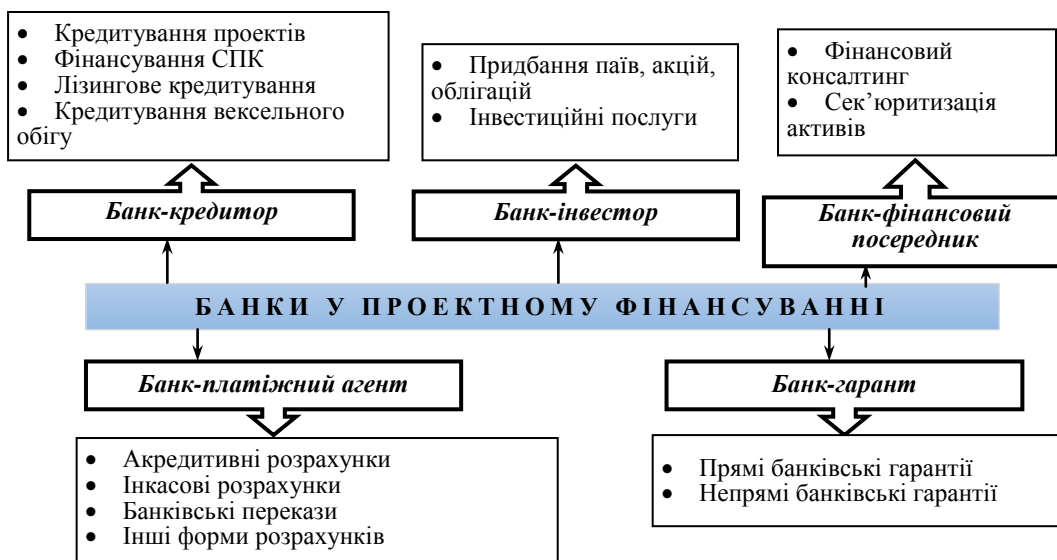 • Кредитування проектів
• Фінансування СПК
• Лізингове кредитування
• Кредитування вексельного
обігу
• Придбання паїв, акцій,
облігацій
• Інвестиційні послуги
• Фінансовий
консалтинг
• Сек’юритизація
активів
Банк-кредитор
Банк-інвестор
Банк-фінансовий
посередник
БАНКИ У ПРОЕКТНОМУ ФІНАНСУВАННІ
Банк-платіжний агент
Банк-гарант
• Акредитивні розрахунки
• Інкасові розрахунки
• Банківські перекази
• Інші форми розрахунків
• Прямі банківські гарантії
• Непрямі банківські гарантії